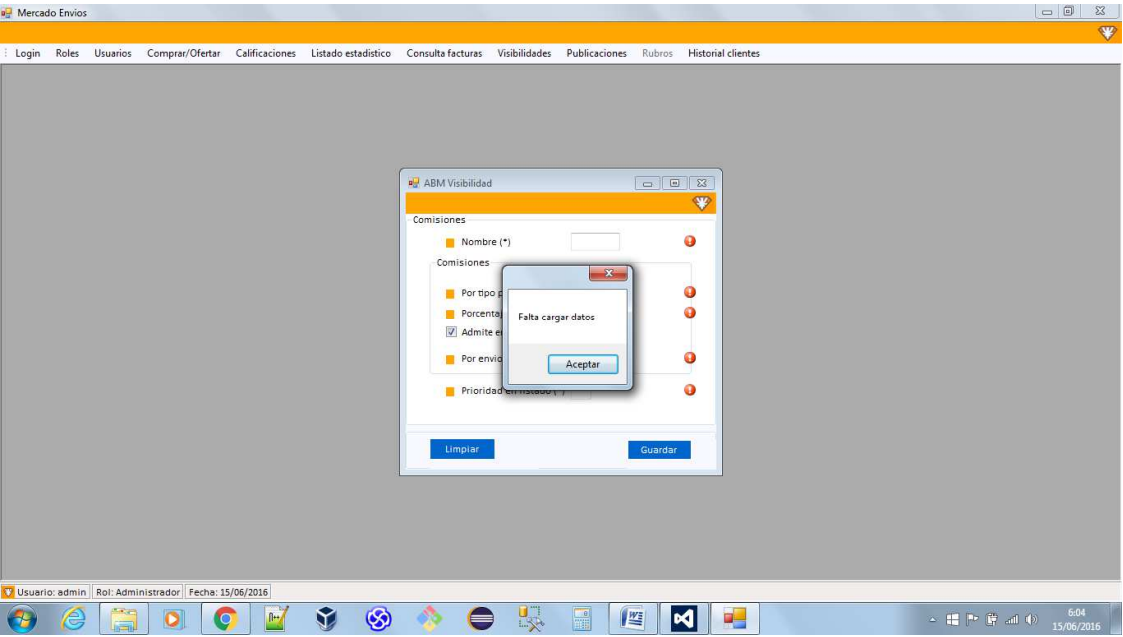 Mercado Envios
Login Roles Usuarios Comprar/Ofertar Calificaciones Listado estadistico Consulta facturas Visibilidades Publicaciones Rubros Historial clientes
ABM Visibilidad
Comisiones
Nombre (*)
Comisiones
Por tipo
Falta cargar datos
Admite
Por envio
Aceptar
Prioridad en listado
Limpiar Guardar
Usuario: admin Rol: Administrador Fecha: 15/06/2016
6:04
15/06/2016